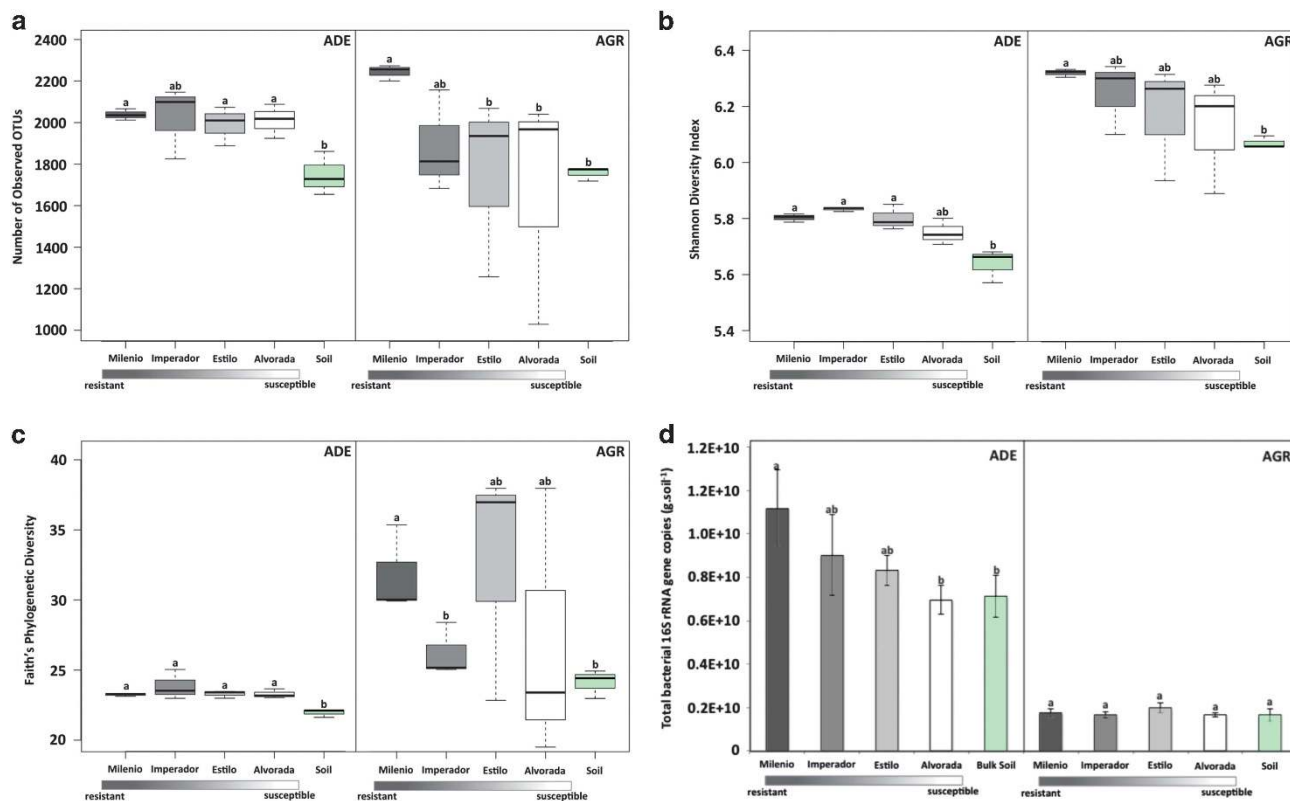 a
ADE
AGR
2400
2200
2000
1800
1600
1400
1200
1000
Number of Observed OTUs
a
ab
a
a
b
a
ab
b
b
b
Milenio Imperador Estilo Alvorada Soil
Milenio Imperador Estilo Alvorada Soil
resistant susceptible
resistant susceptible
b
ADE
AGR
6.4
6.2
6.0
5.8
5.6
5.4
Shannon Diversity Index
a
a
a
ab
b
a
ab
ab
ab
b
Milenio Imperador Estilo Alvorada Soil
Milenio Imperador Estilo Alvorada Soil
resistant susceptible
resistant susceptible
c
ADE
AGR
40
35
30
25
20
Faith's Phylogenetic Diversity
a
a
a
a
b
a
b
ab
ab
b
Milenio Imperador Estilo Alvorada Soil
Milenio Imperador Estilo Alvorada Soil
resistant susceptible
resistant susceptible
d
ADE
AGR
1.2E+10
1.2E+10
1.0E+10
0.8E+10
0.6E+10
0.4E+10
0.2E+10
0
Total bacterial 16S rRNA gene copies (g.soil⁻¹)
a
ab
ab
b
b
a
a
a
a
a
Milenio Imperador Estilo Alvorada Bulk Soil
Milenio Imperador Estilo Alvorada Soil
resistant susceptible
resistant susceptible